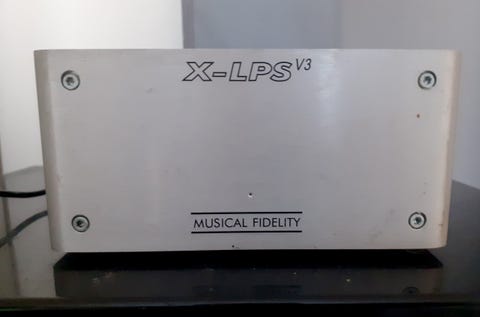 X-LPS V3
MUSICAL FIDELITY